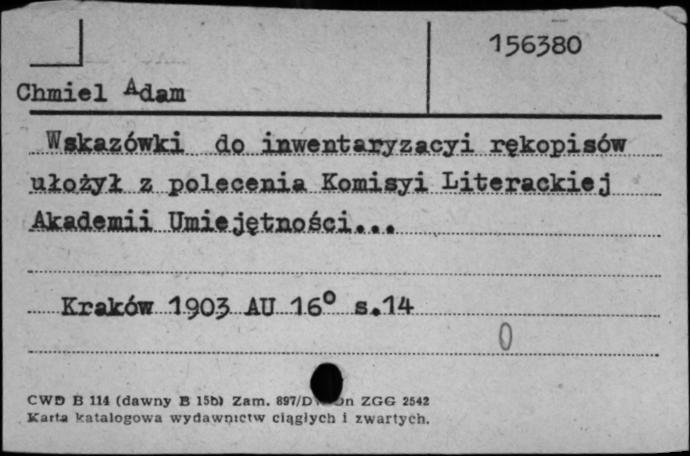 156380
Chmiel Adam
Wskazówki do inwentaryzacyi rękopisów
ułożył z polecenia Komisyi Literackiej
Akademii Umiejętności...
Kraków 1903 AU 16° s.14
0
CWD B 114 (dawny B 15b) Zam. 897/D ZGG 2542
Karta katalogowa wydawnictw ciągłych i zwartych.